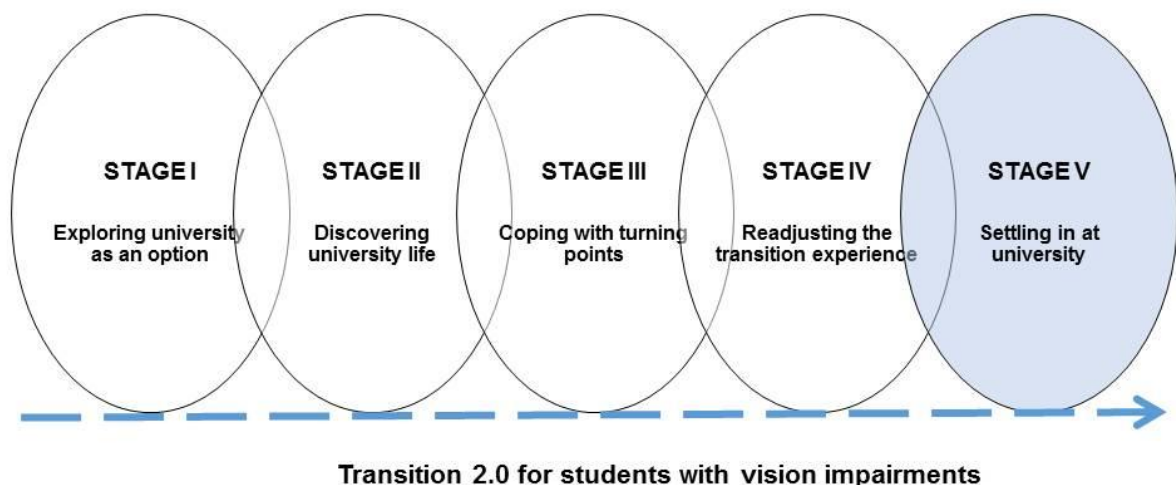 STAGE I
Exploring university
as an option
STAGE II
Discovering
university life
STAGE III
Coping with turning
points
STAGE IV
Readjusting the
transition experience
STAGE V
Settling in at
university
Transition 2.0 for students with vision impairments